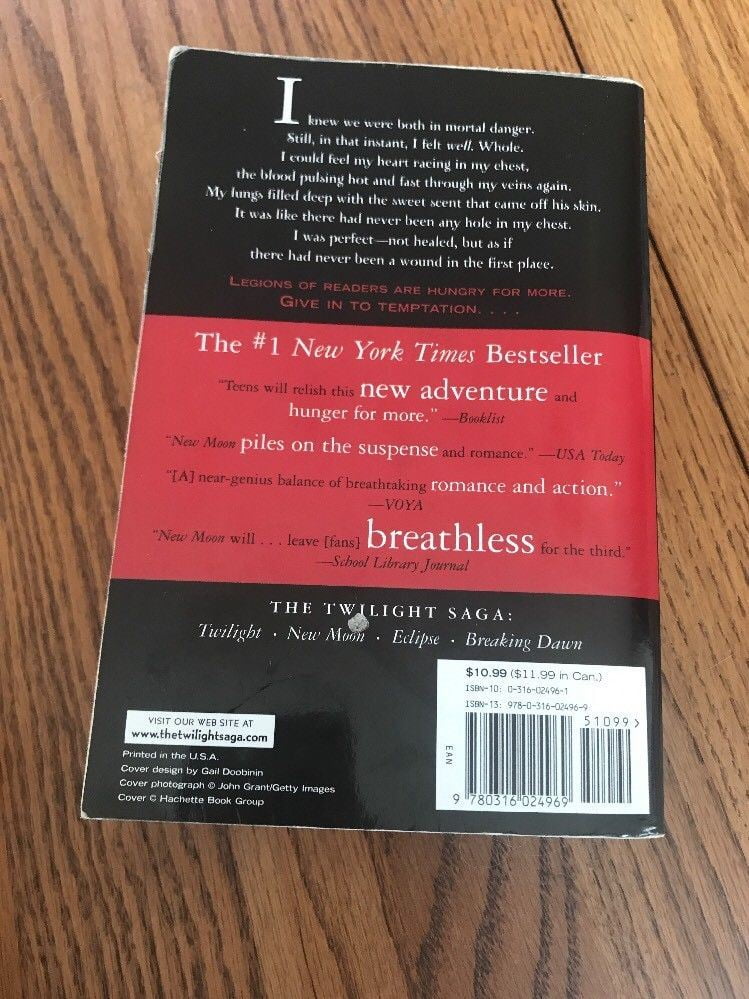 I knew we were both in mortal danger.
Still, in that instant, I felt well. Whole.
I could feel my heart racing in my chest,
the blood pulsing hot and fast through my veins again.
My lungs filled deep with the sweet scent that came off his skin.
It was like there had never been any hole in my chest.
I was perfect—not healed, but as if
there had never been a wound in the first place.
LEGIONS OF READERS ARE HUNGRY FOR MORE.
GIVE IN TO TEMPTATION. . . .
The #1 New York Times Bestseller
"Teens will relish this new adventure and
hunger for more." —Booklist
"New Moon piles on the suspense and romance." —USA Today
"[A] near-genius balance of breathtaking romance and action."
—VOYA
"New Moon will . . . leave [fans] breathless for the third."
—School Library Journal
THE TWILIGHT SAGA:
Twilight · New Moon · Eclipse · Breaking Dawn
$10.99 ($11.99 in Can.)
ISBN-10: 0-316-02496-1
ISBN-13: 978-0-316-02496-9
51099>
EAN
9 780316 024969
VISIT OUR WEB SITE AT
www.thetwilightsaga.com
Printed in the U.S.A.
Cover design by Gail Doobinin
Cover photograph © John Grant/Getty Images
Cover © Hachette Book Group